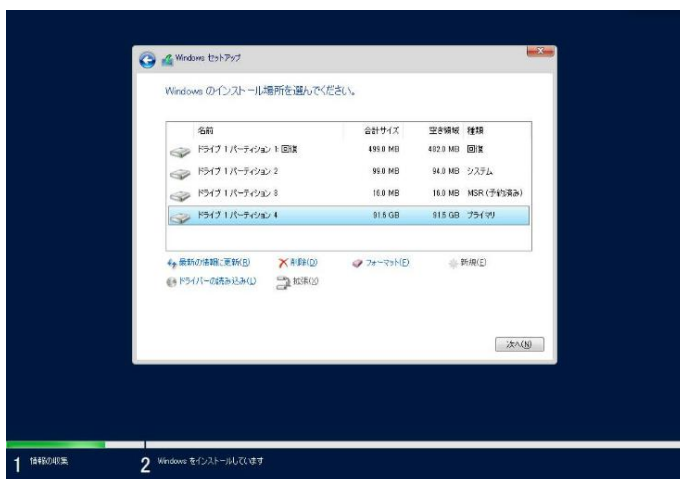 Windows セットアップ
Windows のインストール場所を選んでください。
名前 合計サイズ 空き領域 種類
ドライブ 1 パーティション 1: 回復 499.0 MB 482.0 MB 回復
ドライブ 1 パーティション 2 99.0 MB 94.0 MB システム
ドライブ 1 パーティション 3 16.0 MB 16.0 MB MSR (予約済み)
ドライブ 1 パーティション 4 91.6 GB 91.5 GB プライマリ
最新の情報に更新(R) 削除(D) フォーマット(F) 新規(E)
ドライバーの読み込み(L) 拡張(X)
次へ(N)
1 情報の収集 2 Windows をインストールしています